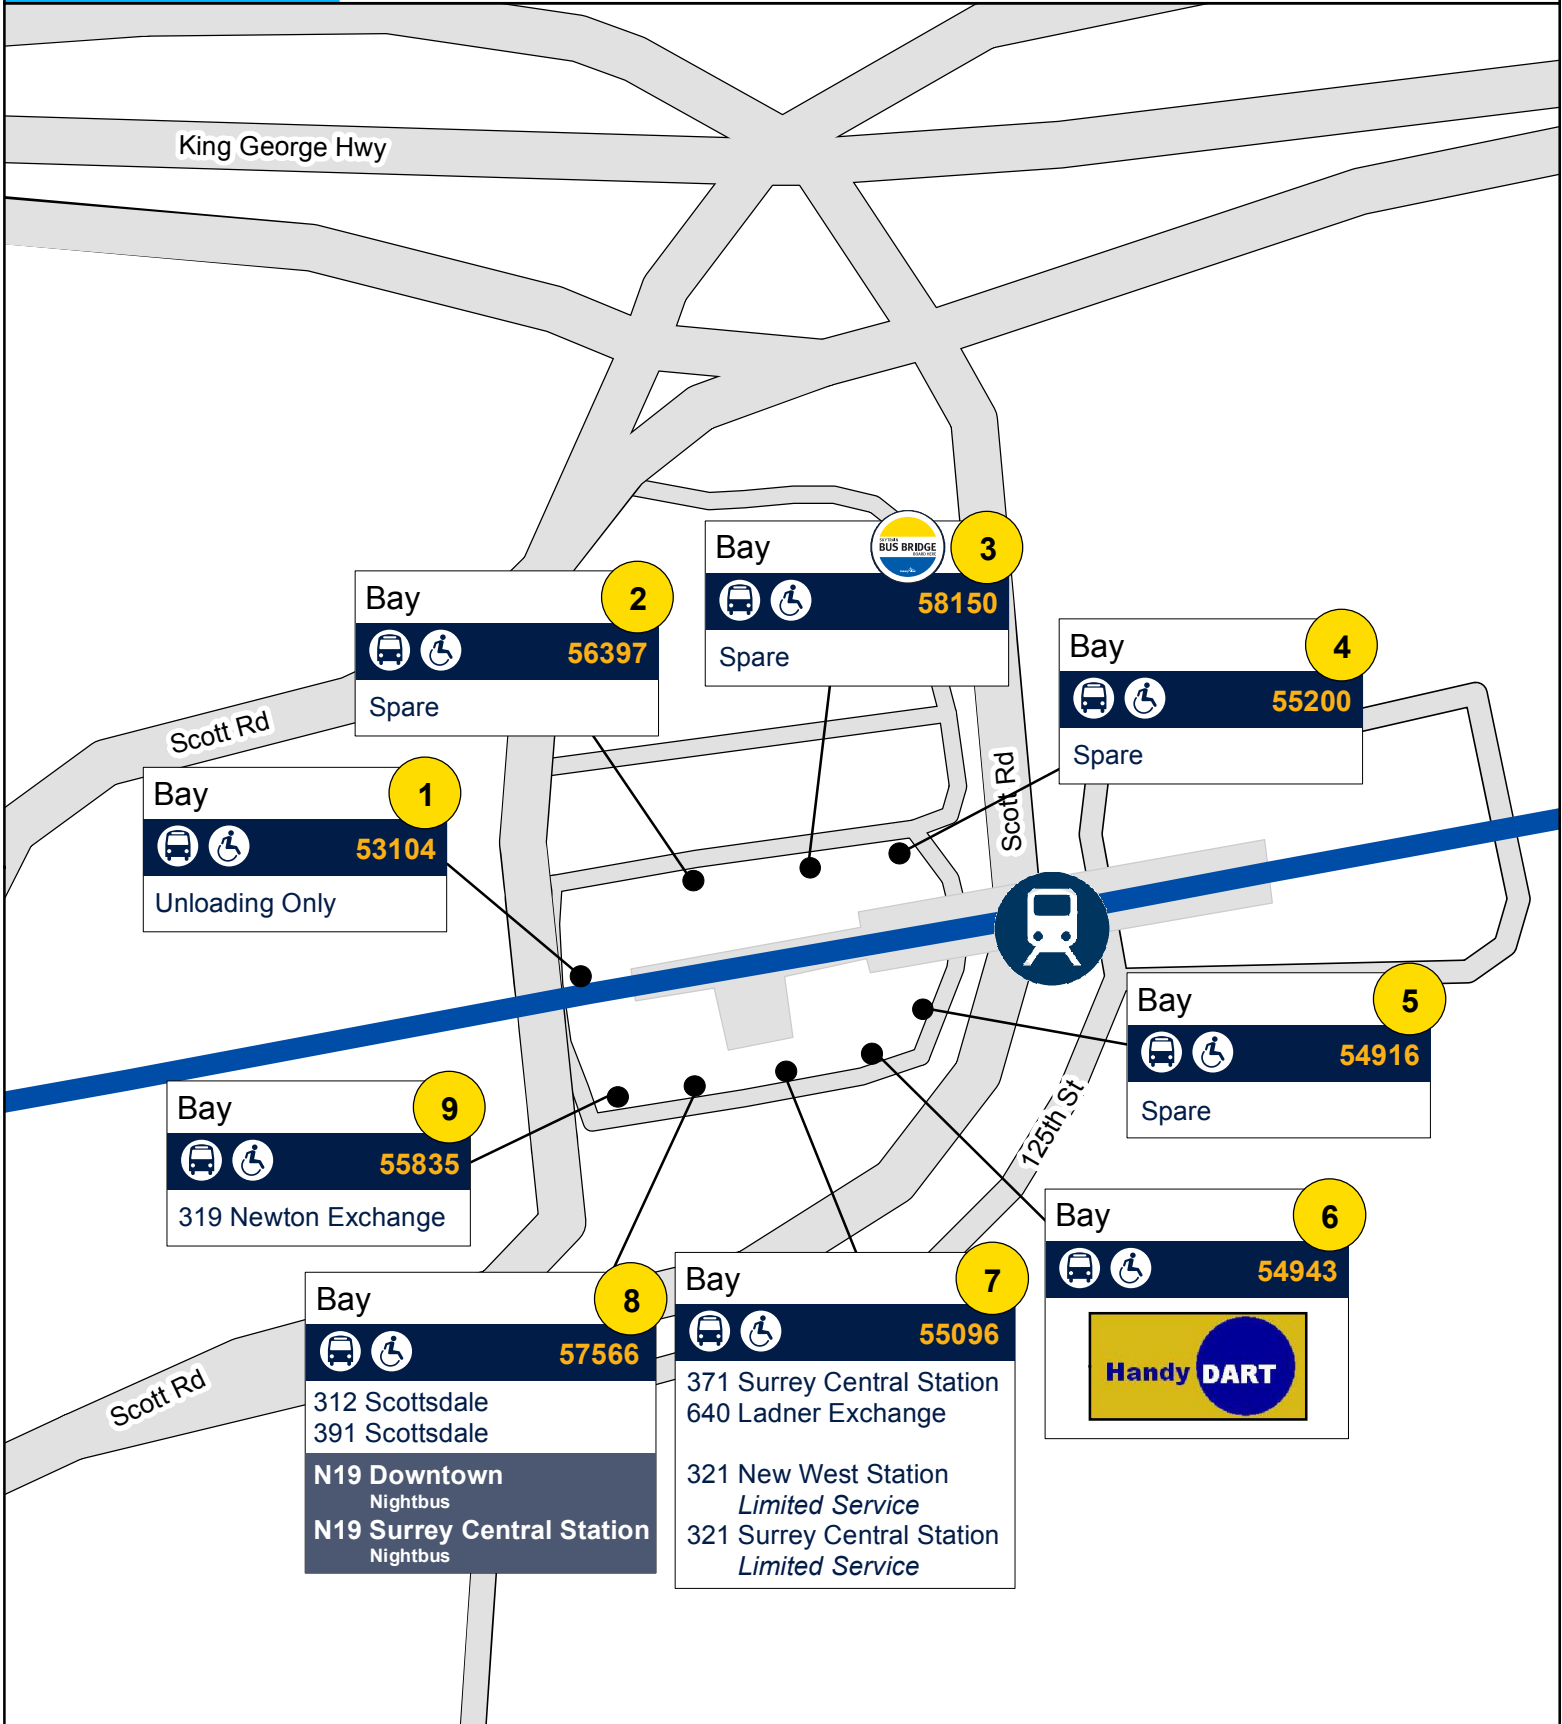 King George Hwy
Bay
3
SKYTRAIN
BUS BRIDGE
BOARD HERE
58150
Spare
Bay
2
56397
Spare
Bay
4
55200
Spare
Scott Rd
Scott Rd
Bay
1
53104
Unloading Only
Bay
5
54916
Spare
125th St
Bay
9
55835
319 Newton Exchange
Bay
6
54943
Handy DART
Bay
8
57566
312 Scottsdale
391 Scottsdale
N19 Downtown
Nightbus
N19 Surrey Central Station
Nightbus
Bay
7
55096
371 Surrey Central Station
640 Ladner Exchange
321 New West Station
Limited Service
321 Surrey Central Station
Limited Service
Scott Rd